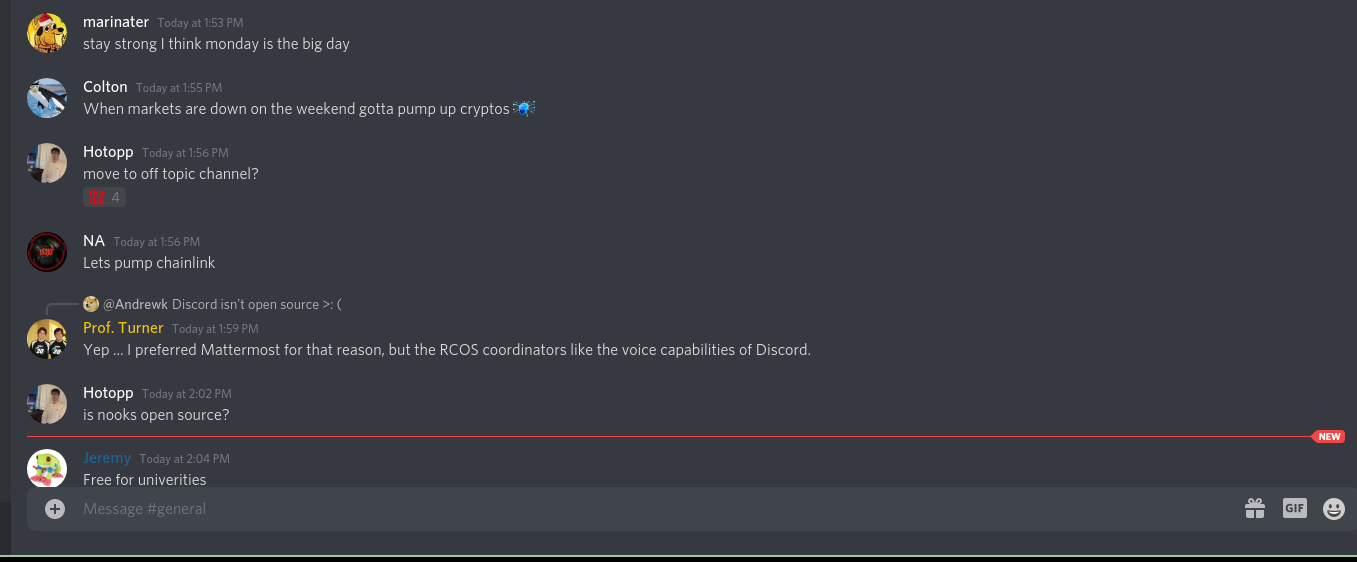 marinater Today at 1:53 PM
stay strong I think monday is the big day
Colton Today at 1:55 PM
When markets are down on the weekend gotta pump up cryptos
Hotopp Today at 1:56 PM
move to off topic channel?
4
NA Today at 1:56 PM
Lets pump chainlink
@Andrewk Discord isn't open source >: (
Prof. Turner Today at 1:59 PM
Yep ... I preferred Mattermost for that reason, but the RCOS coordinators like the voice capabilities of Discord.
Hotopp Today at 2:02 PM
is nooks open source?
NEW
Jeremy Today at 2:04 PM
Free for univerities
Message #general
GIF